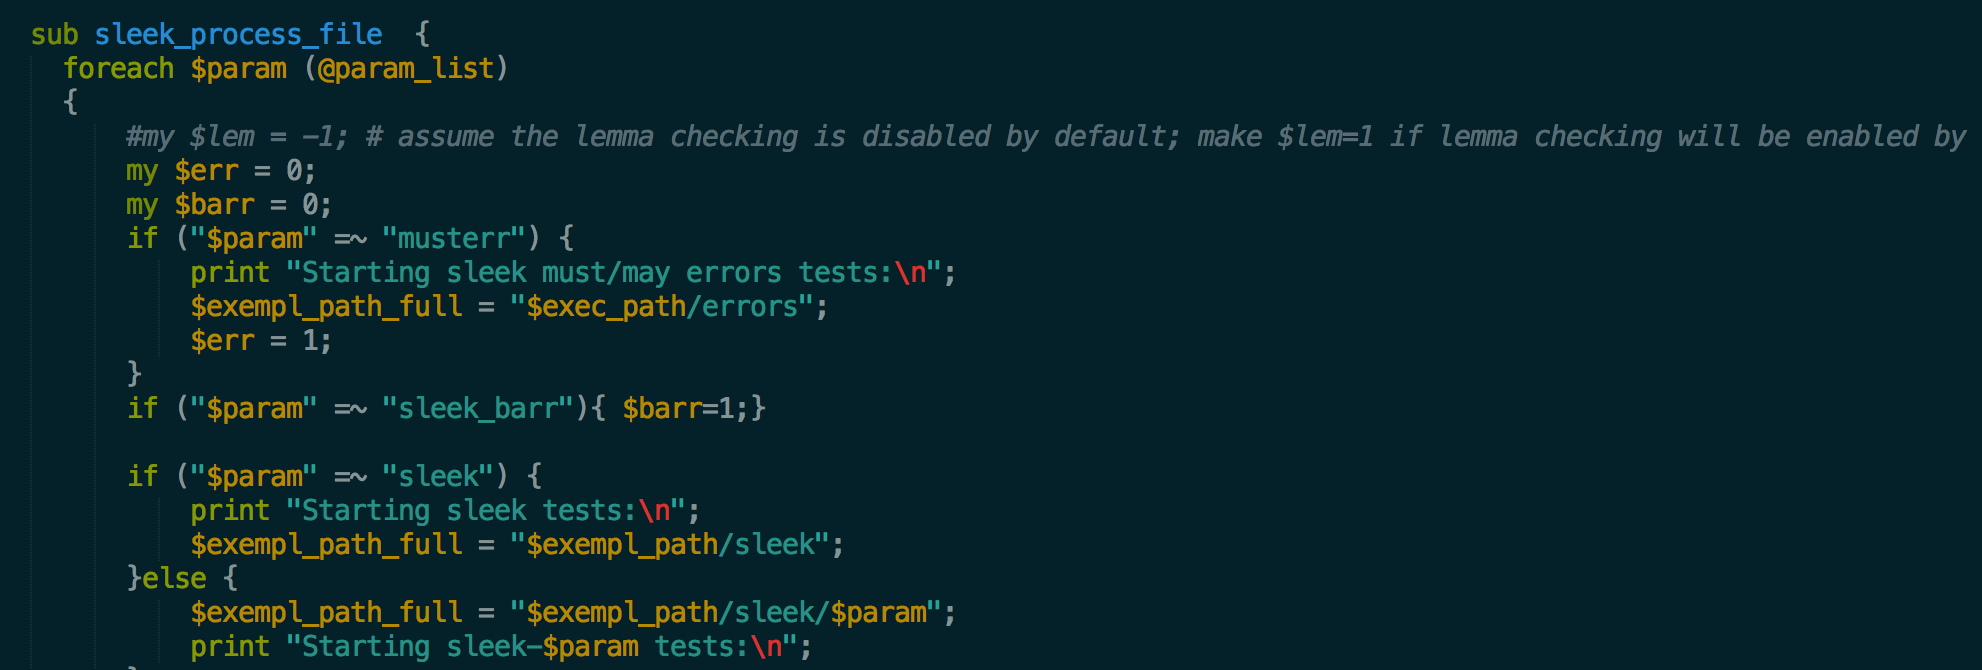 sub sleek_process_file  {
  foreach $param (@param_list)
  {
      #my $lem = -1; # assume the lemma checking is disabled by default; make $lem=1 if lemma checking will be enabled by
      my $err = 0;
      my $barr = 0;
      if ("$param" =~ "musterr") {
          print "Starting sleek must/may errors tests:\n";
          $exempl_path_full = "$exec_path/errors";
          $err = 1;
      }
      if ("$param" =~ "sleek_barr"){ $barr=1;}

      if ("$param" =~ "sleek") {
          print "Starting sleek tests:\n";
          $exempl_path_full = "$exempl_path/sleek";
      }else {
          $exempl_path_full = "$exempl_path/sleek/$param";
          print "Starting sleek-$param tests:\n";
      }